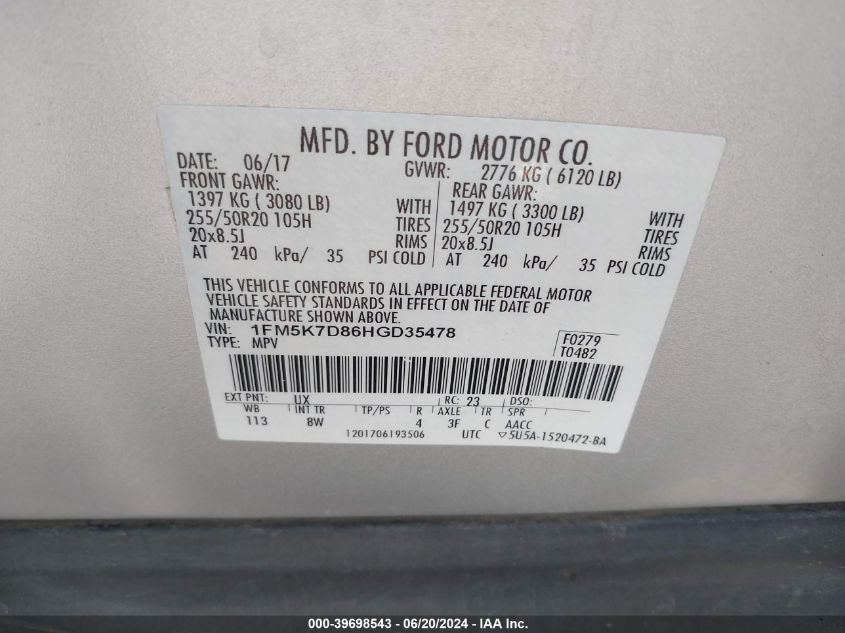 MFD. BY FORD MOTOR CO.
DATE: 06/17 GVWR: 2776 KG ( 6120 LB)
FRONT GAWR: REAR GAWR:
1397 KG ( 3080 LB) WITH 1497 KG ( 3300 LB) WITH
255/50R20 105H TIRES 255/50R20 105H TIRES
20x8.5J RIMS 20x8.5J RIMS
AT 240 kPa/ 35 PSI COLD AT 240 kPa/ 35 PSI COLD
THIS VEHICLE CONFORMS TO ALL APPLICABLE FEDERAL MOTOR
VEHICLE SAFETY STANDARDS IN EFFECT ON THE DATE OF
MANUFACTURE SHOWN ABOVE.
VIN: 1FM5K7D86HGD35478 F0279
TYPE: MPV T0482
EXT PNT: UX RC: 23 DSO:
WB INT TR TP/PS R AXLE TR SPR
113 8W 4 3F C AACC
1201706193506 UTC ▽5U5A-1520472-BA
000-39698543 - 06/20/2024 - IAAI.com - Copyright IAA, Inc.